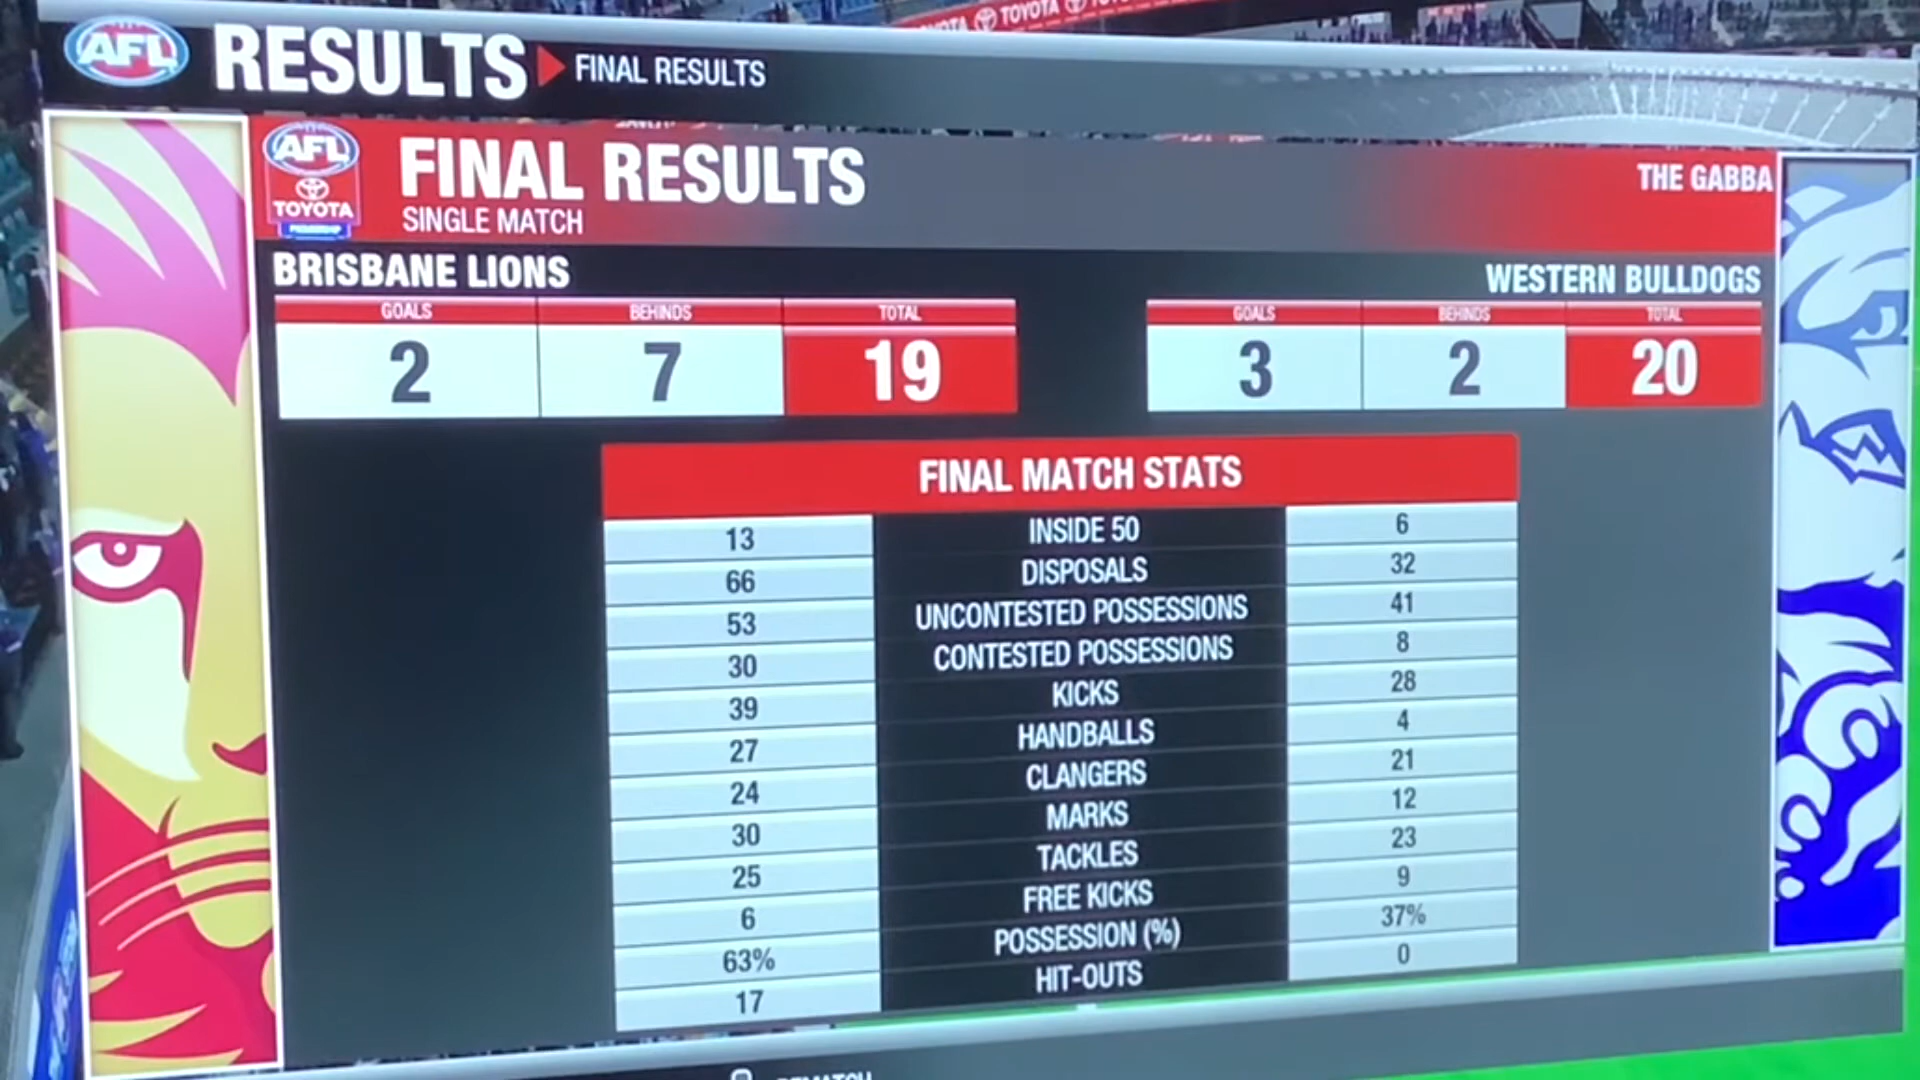 TOYOTA TOYOTA
AFL RESULTS FINAL RESULTS
AFL
TOYOTA
FINAL RESULTS
SINGLE MATCH
THE GABBA
BRISBANE LIONS
WESTERN BULLDOGS
GOALS BEHINDS TOTAL GOALS BEHINDS TOTAL
2 7 19 3 2 20
FINAL MATCH STATS
13 INSIDE 50 6
66 DISPOSALS 32
53 UNCONTESTED POSSESSIONS 41
30 CONTESTED POSSESSIONS 8
39 KICKS 28
27 HANDBALLS 4
24 CLANGERS 21
30 MARKS 12
25 TACKLES 23
6 FREE KICKS 9
63% POSSESSION (%) 37%
17 HIT-OUTS 0